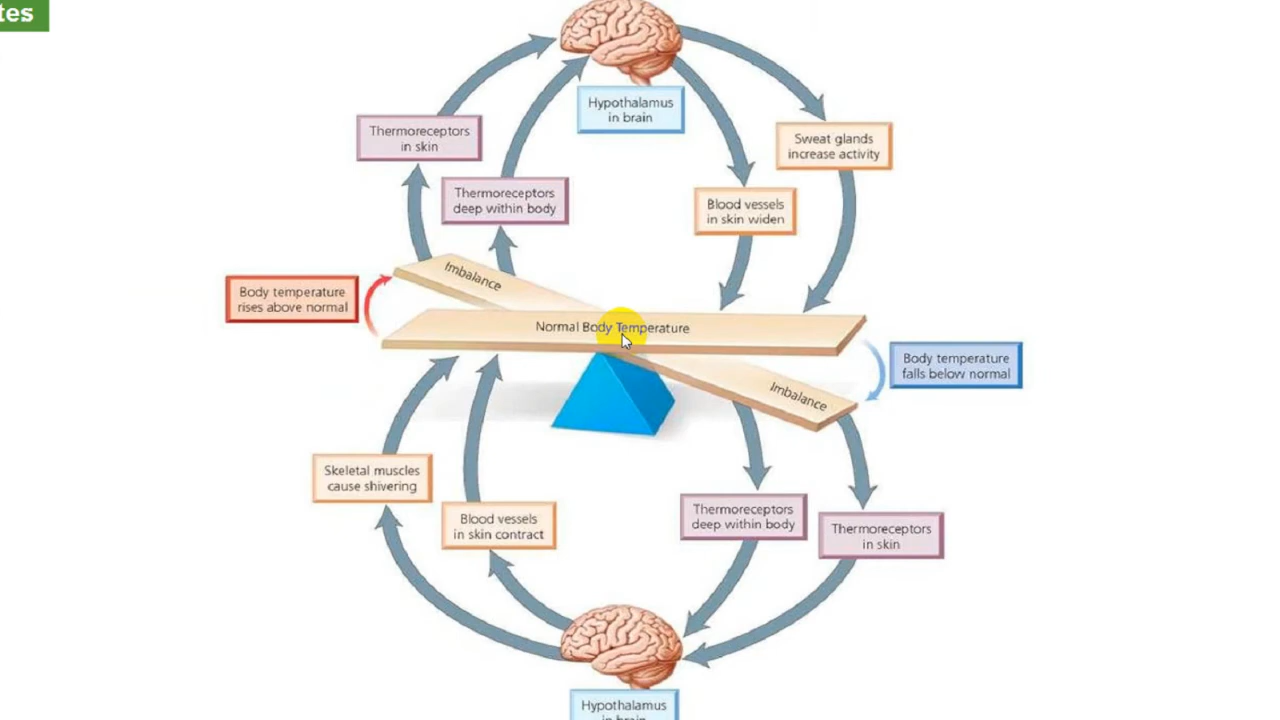 Hypothalamus
in brain
Thermoreceptors
in skin
Sweat glands
increase activity
Thermoreceptors
deep within body
Blood vessels
in skin widen
Imbalance
Body temperature
rises above normal
Normal Body Temperature
Body temperature
falls below normal
Imbalance
Skeletal muscles
cause shivering
Blood vessels
in skin contract
Thermoreceptors
deep within body
Thermoreceptors
in skin
Hypothalamus
in brain